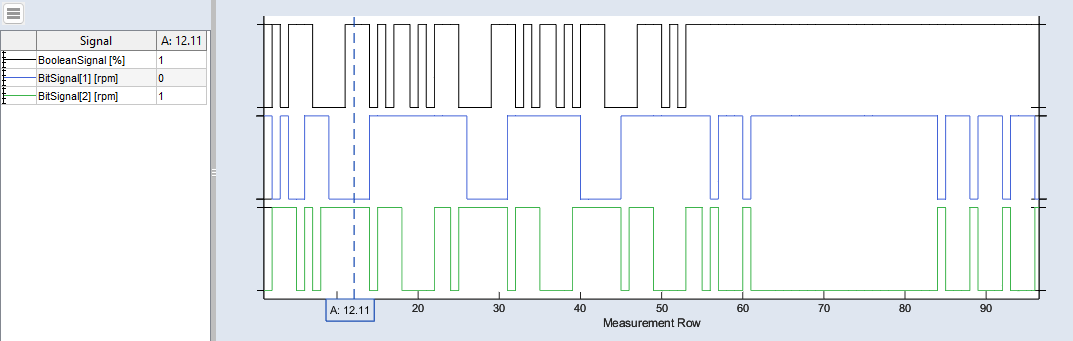 Signal A: 12.11
BooleanSignal [%] 1
BitSignal[1] [rpm] 0
BitSignal[2] [rpm] 1
A: 12.11 20 30 40 50 60 70 80 90
Measurement Row